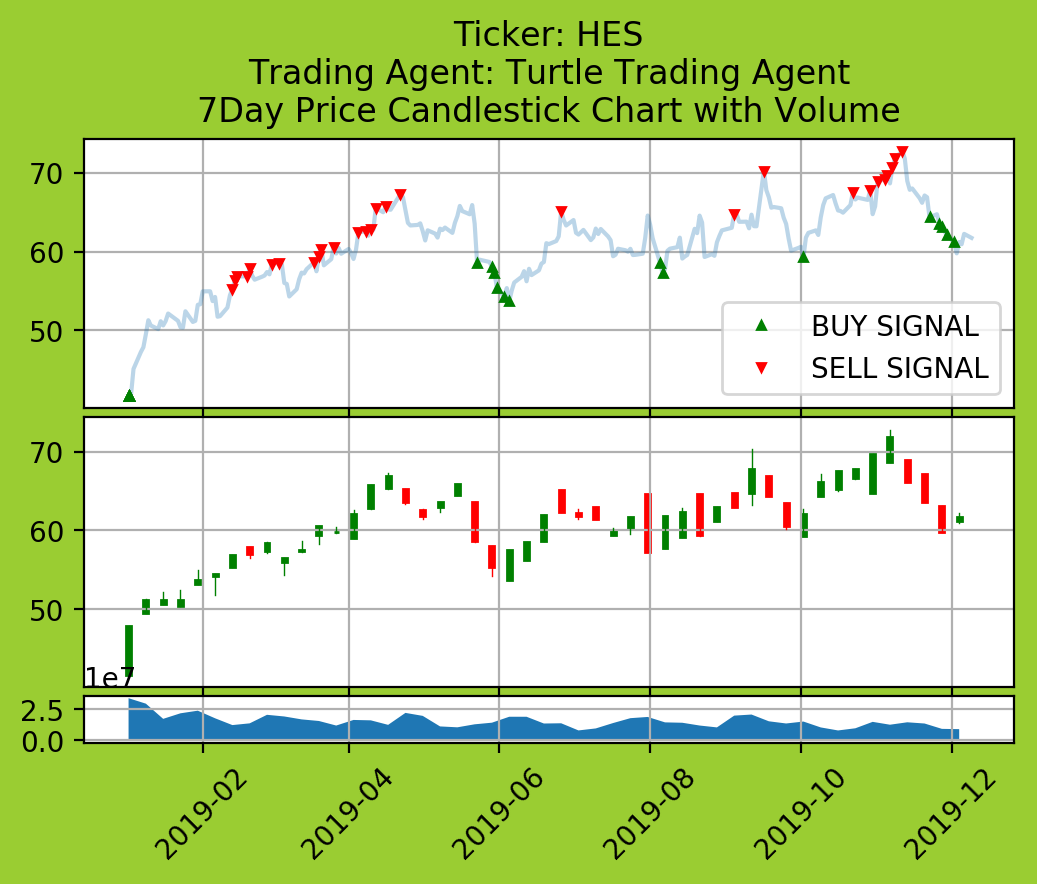 Ticker: HES
Trading Agent: Turtle Trading Agent
7Day Price Candlestick Chart with Volume
70
60
50
BUY SIGNAL
SELL SIGNAL
70
60
50
1e7
2.5
0.0
2019-02
2019-04
2019-06
2019-08
2019-10
2019-12